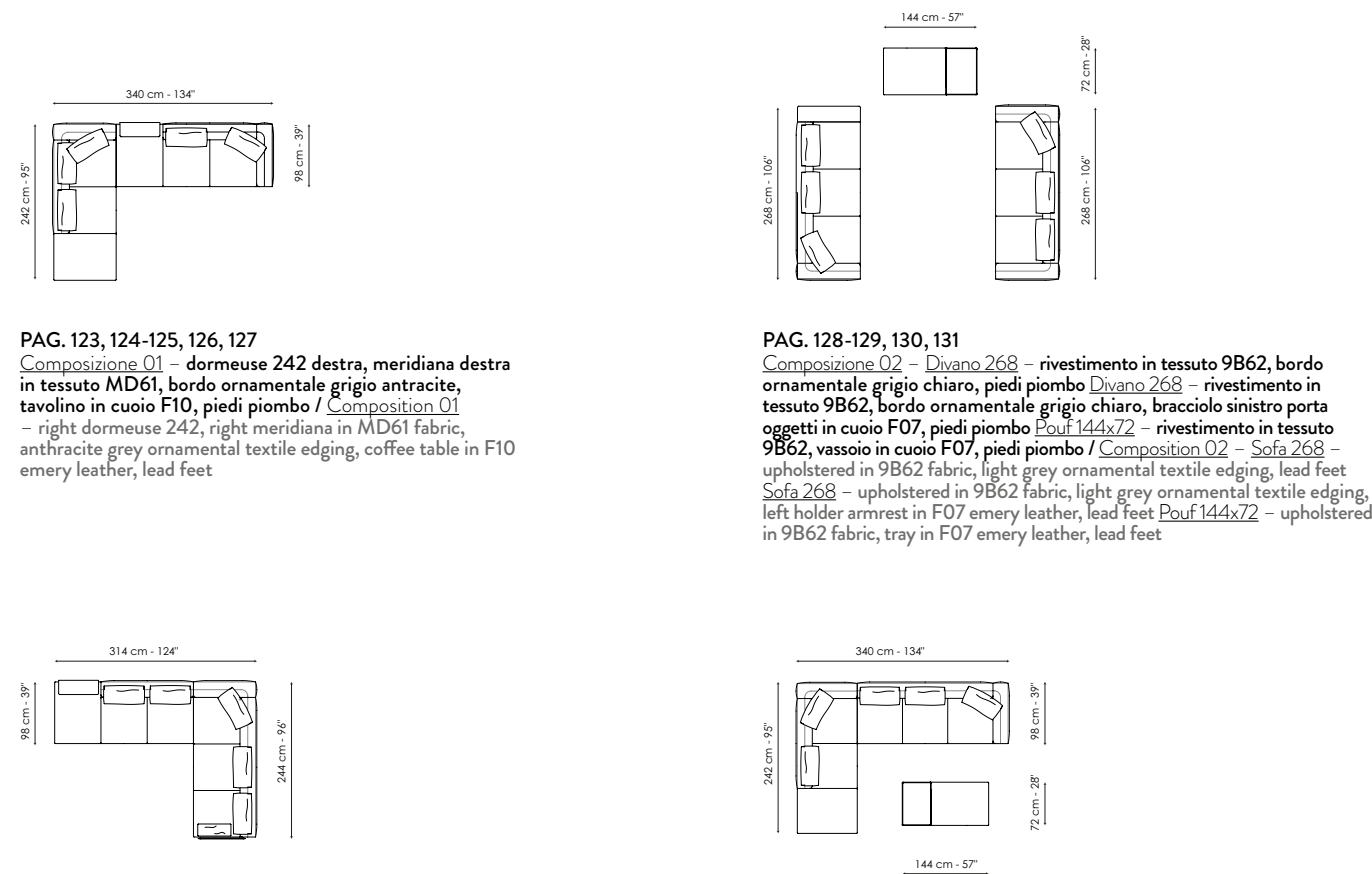 340 cm - 134"
242 cm - 95"
98 cm - 39"
PAG. 123, 124-125, 126, 127
Composizione 01 – dormeuse 242 destra, meridiana destra
in tessuto MD61, bordo ornamentale grigio antracite,
tavolino in cuoio F10, piedi piombo / Composition 01
– right dormeuse 242, right meridiana in MD61 fabric,
anthracite grey ornamental textile edging, coffee table in F10
emery leather, lead feet
144 cm - 57"
72 cm - 28"
268 cm - 106"
268 cm - 106"
PAG. 128-129, 130, 131
Composizione 02 – Divano 268 – rivestimento in tessuto 9B62, bordo
ornamentale grigio chiaro, piedi piombo Divano 268 – rivestimento in
tessuto 9B62, bordo ornamentale grigio chiaro, bracciolo sinistro porta
oggetti in cuoio F07, piedi piombo Pouf 144x72 – rivestimento in tessuto
9B62, vassoio in cuoio F07, piedi piombo / Composition 02 – Sofa 268 –
upholstered in 9B62 fabric, light grey ornamental textile edging, lead feet
Sofa 268 – upholstered in 9B62 fabric, light grey ornamental textile edging,
left holder armrest in F07 emery leather, lead feet Pouf 144x72 – upholstered
in 9B62 fabric, tray in F07 emery leather, lead feet
314 cm - 124"
98 cm - 39"
244 cm - 96"
340 cm - 134"
242 cm - 95"
98 cm - 39"
72 cm - 28"
144 cm - 57"